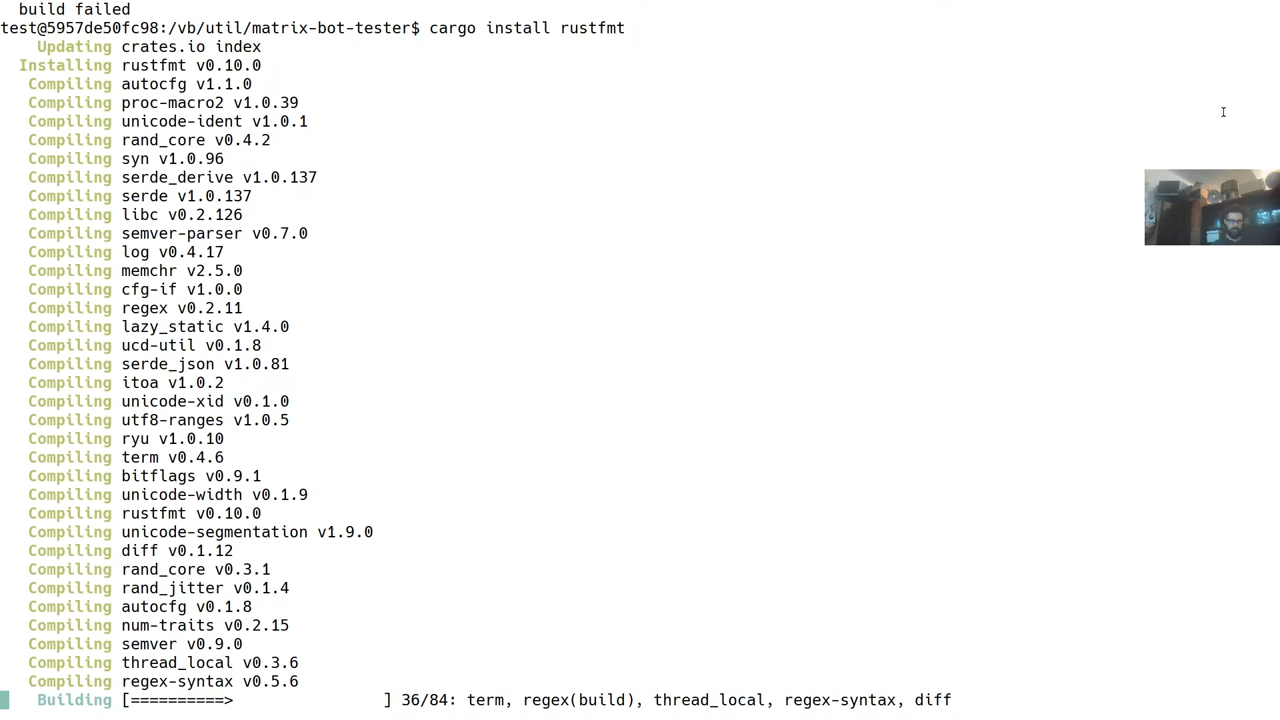 build failed
test@5957de50fc98:/vb/util/matrix-bot-tester$ cargo install rustfmt
Updating crates.io index
Installing rustfmt v0.10.0
Compiling autocfg v1.1.0
Compiling proc-macro2 v1.0.39
Compiling unicode-ident v1.0.1
Compiling rand_core v0.4.2
Compiling syn v1.0.96
Compiling serde_derive v1.0.137
Compiling serde v1.0.137
Compiling libc v0.2.126
Compiling semver-parser v0.7.0
Compiling log v0.4.17
Compiling memchr v2.5.0
Compiling cfg-if v1.0.0
Compiling regex v0.2.11
Compiling lazy_static v1.4.0
Compiling ucd-util v0.1.8
Compiling serde_json v1.0.81
Compiling itoa v1.0.2
Compiling unicode-xid v0.1.0
Compiling utf8-ranges v1.0.5
Compiling ryu v1.0.10
Compiling term v0.4.6
Compiling bitflags v0.9.1
Compiling unicode-width v0.1.9
Compiling rustfmt v0.10.0
Compiling unicode-segmentation v1.9.0
Compiling diff v0.1.12
Compiling rand_core v0.3.1
Compiling rand_jitter v0.1.4
Compiling autocfg v0.1.8
Compiling num-traits v0.2.15
Compiling semver v0.9.0
Compiling thread_local v0.3.6
Compiling regex-syntax v0.5.6
Building [==========>                ] 36/84: term, regex(build), thread_local, regex-syntax, diff